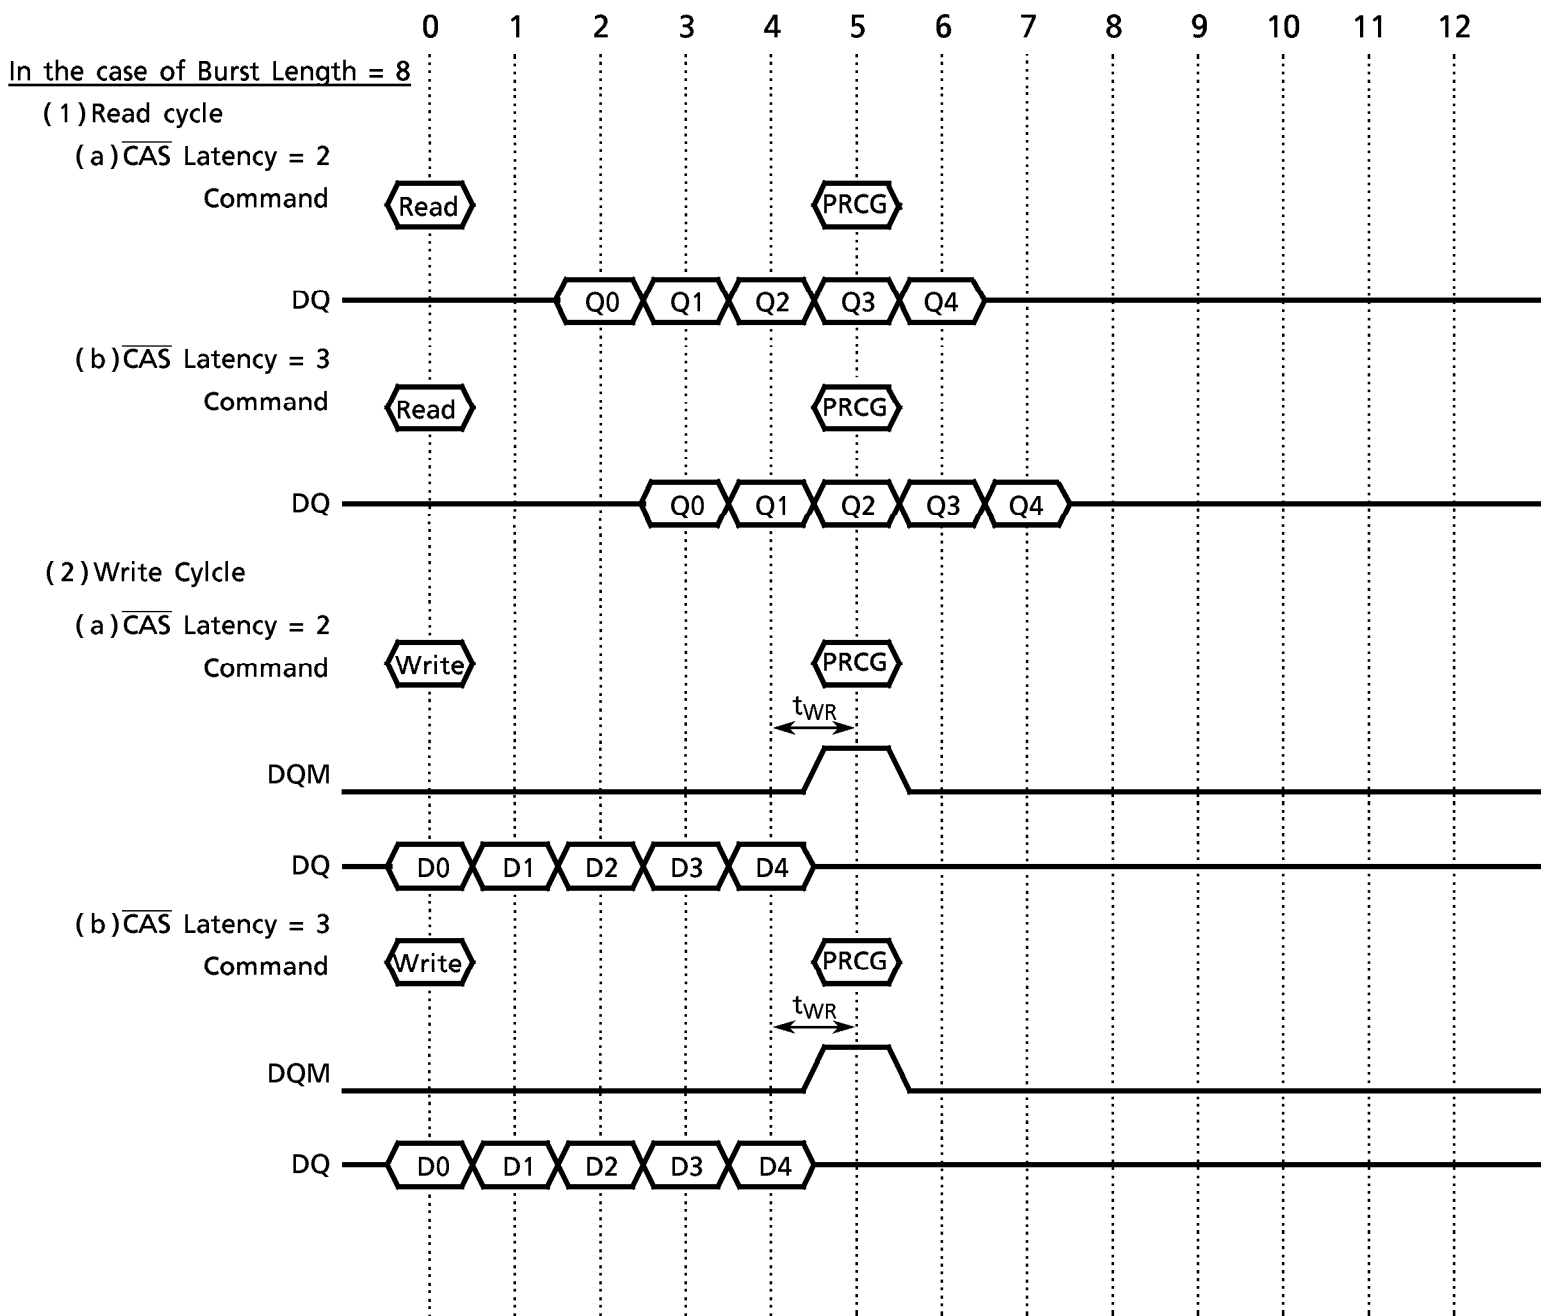 0 1 2 3 4 5 6 7 8 9 10 11 12
In the case of Burst Length = 8
(1) Read cycle
(a) CAS Latency = 2
Command Read PRCG
DQ Q0 Q1 Q2 Q3 Q4
(b) CAS Latency = 3
Command Read PRCG
DQ Q0 Q1 Q2 Q3 Q4
(2) Write Cylcle
(a) CAS Latency = 2
Command Write PRCG
tWR
DQM
DQ D0 D1 D2 D3 D4
(b) CAS Latency = 3
Command Write PRCG
tWR
DQM
DQ D0 D1 D2 D3 D4